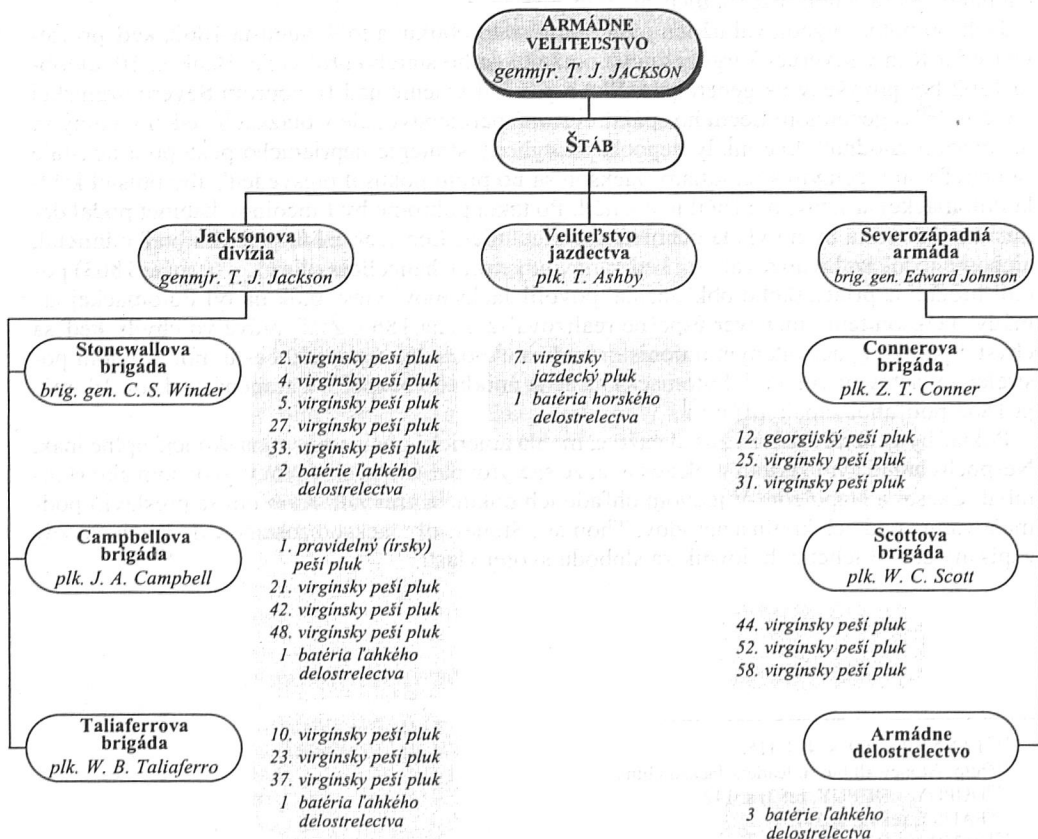 ARMÁDNE
VELITEĽSTVO
genmjr. T. J. JACKSON
ŠTÁB
Jacksonova
divízia
genmjr. T. J. Jackson
Veliteľstvo
jazdectva
plk. T. Ashby
Severozápadná
armáda
brig. gen. Edward Johnson
Stonewallova
brigáda
brig. gen. C. S. Winder
2. virgínsky peší pluk
4. virgínsky peší pluk
5. virgínsky peší pluk
27. virgínsky peší pluk
33. virgínsky peší pluk
2 batérie ľahkého
delostrelectva
7. virgínsky
jazdecký pluk
1 batéria horského
delostrelectva
Connerova
brigáda
plk. Z. T. Conner
12. georgijský peší pluk
25. virgínsky peší pluk
31. virgínsky peší pluk
Campbellova
brigáda
plk. J. A. Campbell
1. pravidelný (írsky)
peší pluk
21. virgínsky peší pluk
42. virgínsky peší pluk
48. virgínsky peší pluk
1 batéria ľahkého
delostrelectva
Scottova
brigáda
plk. W. C. Scott
44. virgínsky peší pluk
52. virgínsky peší pluk
58. virgínsky peší pluk
Taliaferrova
brigáda
plk. W. B. Taliaferro
10. virgínsky peší pluk
23. virgínsky peší pluk
37. virgínsky peší pluk
1 batéria ľahkého
delostrelectva
Armádne
delostrelectvo
3 batérie ľahkého
delostrelectva